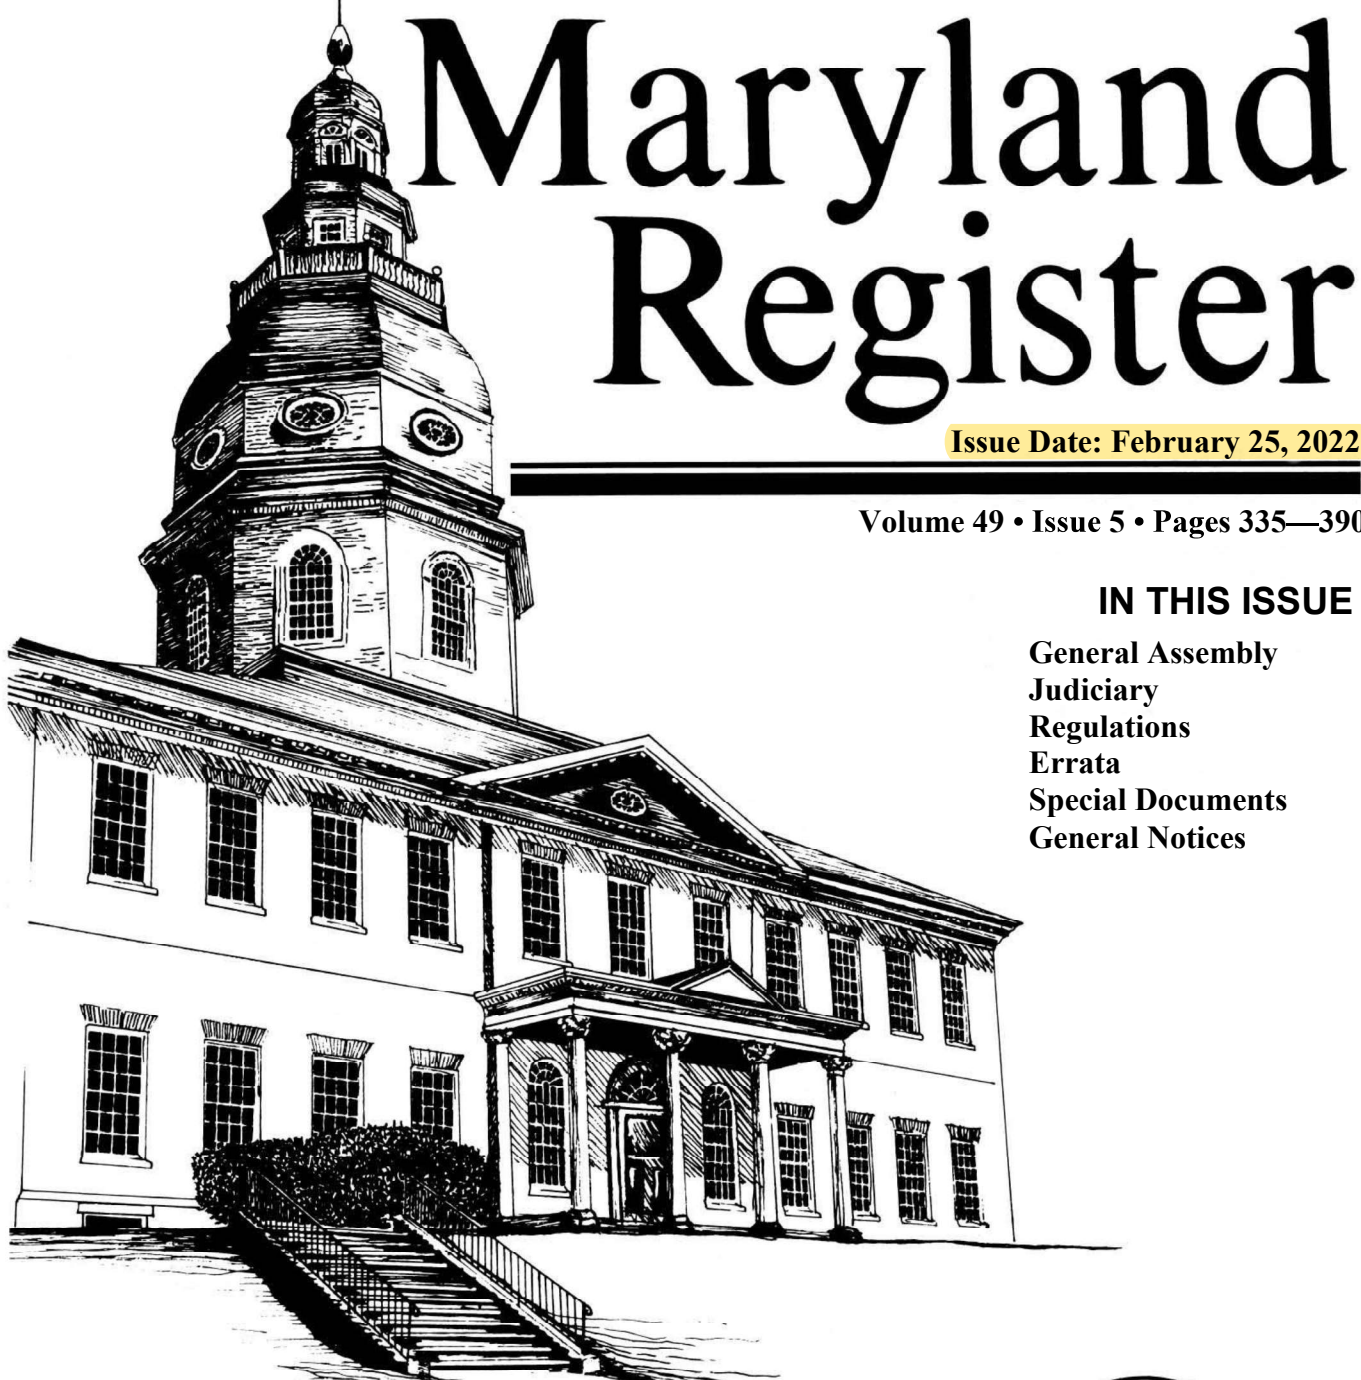 Maryland
Register
Issue Date: February 25, 2022
Volume 49 • Issue 5 • Pages 335—390
IN THIS ISSUE
General Assembly
Judiciary
Regulations
Errata
Special Documents
General Notices